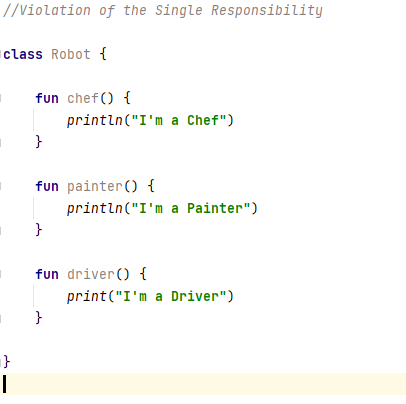 //Violation of the Single Responsibility
class Robot {
fun chef() {
println("I'm a Chef")
}
fun painter() {
println("I'm a Painter")
}
fun driver() {
print("I'm a Driver")
}
}